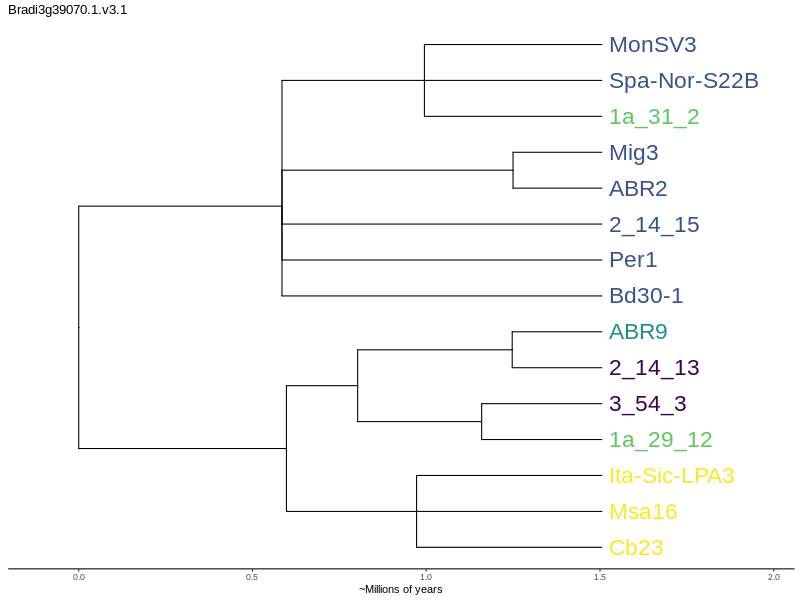 Bradi3g39070.1.v3.1
MonSV3
Spa-Nor-S22B
1a_31_2
Mig3
ABR2
2_14_15
Per1
Bd30-1
ABR9
2_14_13
3_54_3
1a_29_12
Ita-Sic-LPA3
Msa16
Cb23
0.0 0.5 1.0 1.5 2.0
~Millions of years